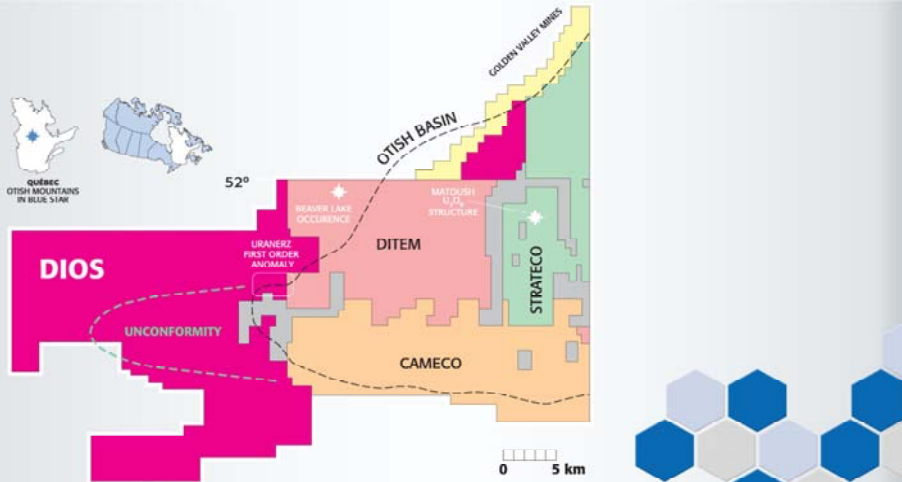 GOLDEN VALLEY MINES
OTISH BASIN
QUÉBEC
OTISH MOUNTAINS
IN BLUE STAR
52º
BEAVER LAKE
OCCURENCE
MATOUSH
U₃O₈
STRUCTURE
URANERZ
FIRST ORDER
ANOMALY
DITEM
DIOS
STRATECO
UNCONFORMITY
CAMECO
0 5 km